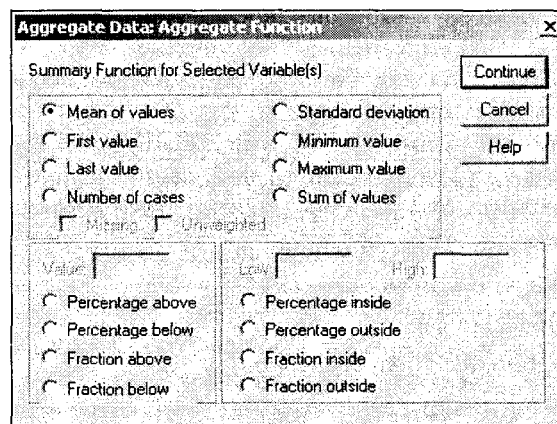 Aggregate Data: Aggregate Function
Summary Function for Selected Variable(s)
Continue
Cancel
Help
Mean of values
Standard deviation
First value
Minimum value
Last value
Maximum value
Number of cases
Sum of values
Missing
Unweighted
Value:
Low:
High:
Percentage above
Percentage below
Fraction above
Fraction below
Percentage inside
Percentage outside
Fraction inside
Fraction outside